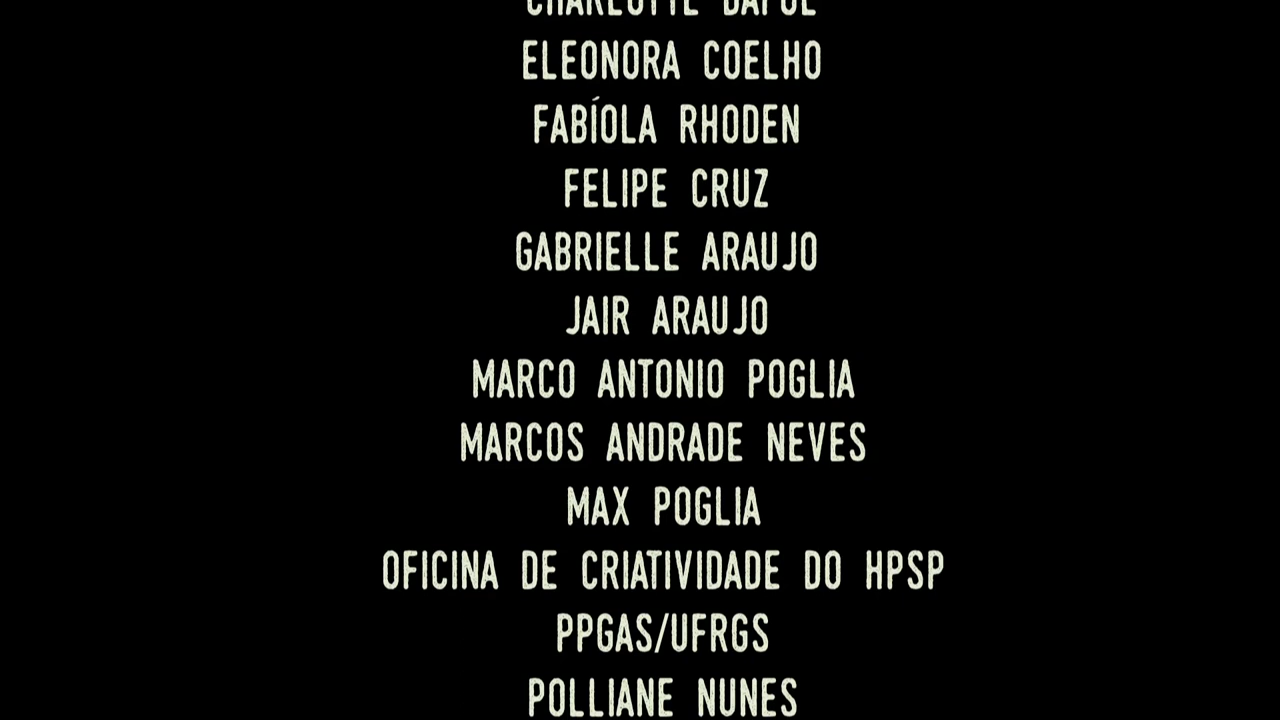 CHARLOTTE
ELEONORA COELHO
FABÍOLA RHODEN
FELIPE CRUZ
GABRIELLE ARAUJO
JAIR ARAUJO
MARCO ANTONIO POGLIA
MARCOS ANDRADE NEVES
MAX POGLIA
OFICINA DE CRIATIVIDADE DO HPSP
PPGAS/UFRGS
POLLIANE NUNES